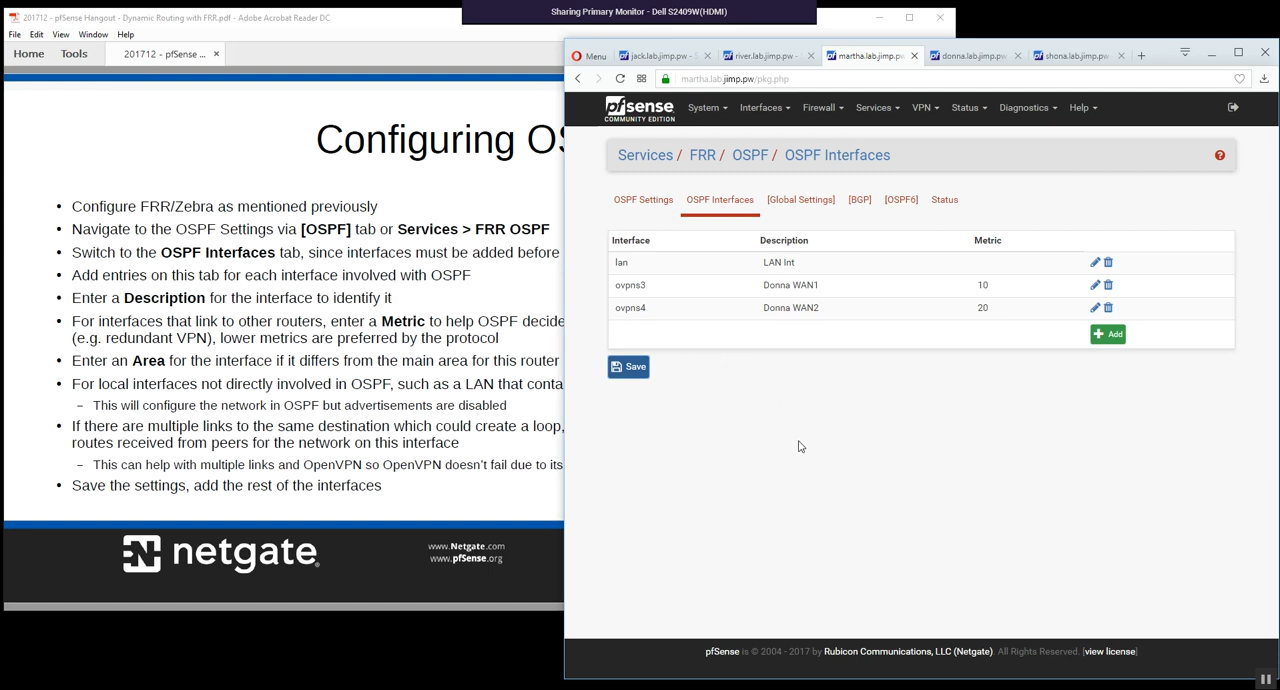 Sharing Primary Monitor - Dell S2409W(HDMI)
201712 - pfSense Hangout - Dynamic Routing with FRR.pdf - Adobe Acrobat Reader DC
File Edit View Window Help
Home Tools 201712 - pfSense ... ×
Configuring OS
• Configure FRR/Zebra as mentioned previously
• Navigate to the OSPF Settings via [OSPF] tab or Services > FRR OSPF
• Switch to the OSPF Interfaces tab, since interfaces must be added before
• Add entries on this tab for each interface involved with OSPF
• Enter a Description for the interface to identify it
• For interfaces that link to other routers, enter a Metric to help OSPF decide
(e.g. redundant VPN), lower metrics are preferred by the protocol
• Enter an Area for the interface if it differs from the main area for this router
• For local interfaces not directly involved in OSPF, such as a LAN that conta
– This will configure the network in OSPF but advertisements are disabled
• If there are multiple links to the same destination which could create a loop,
routes received from peers for the network on this interface
– This can help with multiple links and OpenVPN so OpenVPN doesn't fail due to its
• Save the settings, add the rest of the interfaces
netgate
www.Netgate.com
www.pfSense.org
Menu jack.lab.jimp.pw - S river.lab.jimp.pw - martha.lab.jimp.pw donna.lab.jimp.pw shona.lab.jimp.pw
martha.lab.jimp.pw/pkg.php
pfsense System Interfaces Firewall Services VPN Status Diagnostics Help
COMMUNITY EDITION
Services / FRR / OSPF / OSPF Interfaces
OSPF Settings OSPF Interfaces [Global Settings] [BGP] [OSPF6] Status
Interface Description Metric
lan LAN Int
ovpns3 Donna WAN1 10
ovpns4 Donna WAN2 20
+ Add
Save
pfSense is © 2004 - 2017 by Rubicon Communications, LLC (Netgate). All Rights Reserved. [view license]